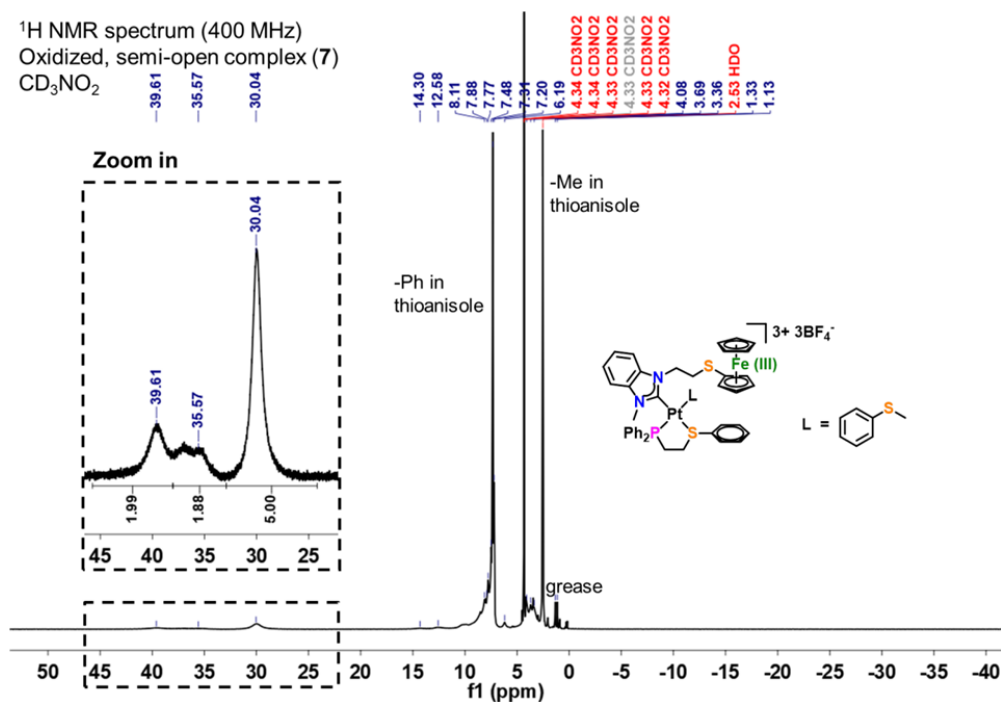 ¹H NMR spectrum (400 MHz)
Oxidized, semi-open complex (7)
CD₃NO₂
39.61
35.57
30.04
14.30
12.58
8.11
7.88
7.77
7.48
7.31
7.20
6.19
4.34 CD3NO2
4.34 CD3NO2
4.33 CD3NO2
4.33 CD3NO2
4.33 CD3NO2
4.32 CD3NO2
4.08
3.69
3.36
2.53 HDO
1.33
1.13
Zoom in
39.61
35.57
30.04
1.99
1.88
5.00
45 40 35 30 25
-Ph in
thioanisole
-Me in
thioanisole
grease
3+ 3BF₄⁻
S
Fe (III)
N
N
L
Pt
Ph₂P
S
L =
S
50 45 40 35 30 25 20 15 10 5 0 -5 -10 -15 -20 -25 -30 -35 -40
f1 (ppm)